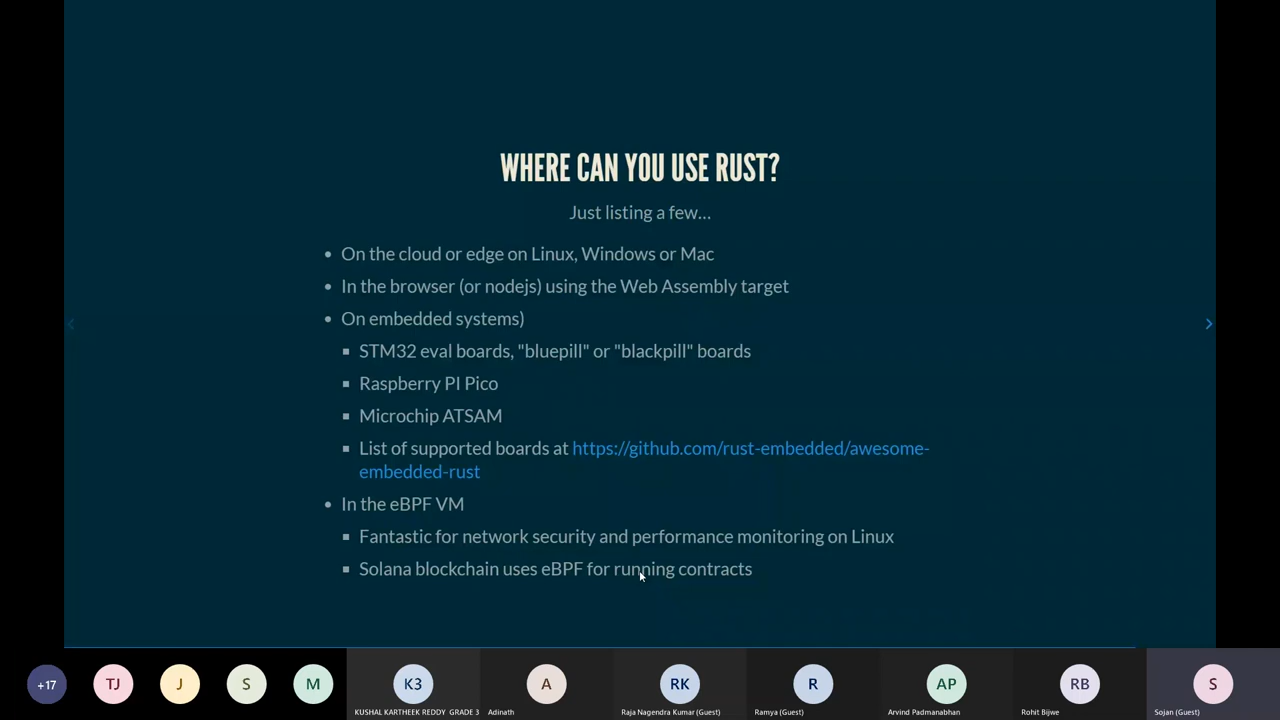 WHERE CAN YOU USE RUST?
Just listing a few...
On the cloud or edge on Linux, Windows or Mac
In the browser (or nodejs) using the Web Assembly target
On embedded systems)
STM32 eval boards, "bluepill" or "blackpill" boards
Raspberry PI Pico
Microchip ATSAM
List of supported boards at https://github.com/rust-embedded/awesome-
embedded-rust
In the eBPF VM
Fantastic for network security and performance monitoring on Linux
Solana blockchain uses eBPF for running contracts
+17 TJ J S M K3 A RK R AP RB S
KUSHAL KARTHEEK REDDY GRADE 3 Adinath Raja Nagendra Kumar (Guest) Ramya (Guest) Arvind Padmanabhan Rohit Bijwe Sojan (Guest)